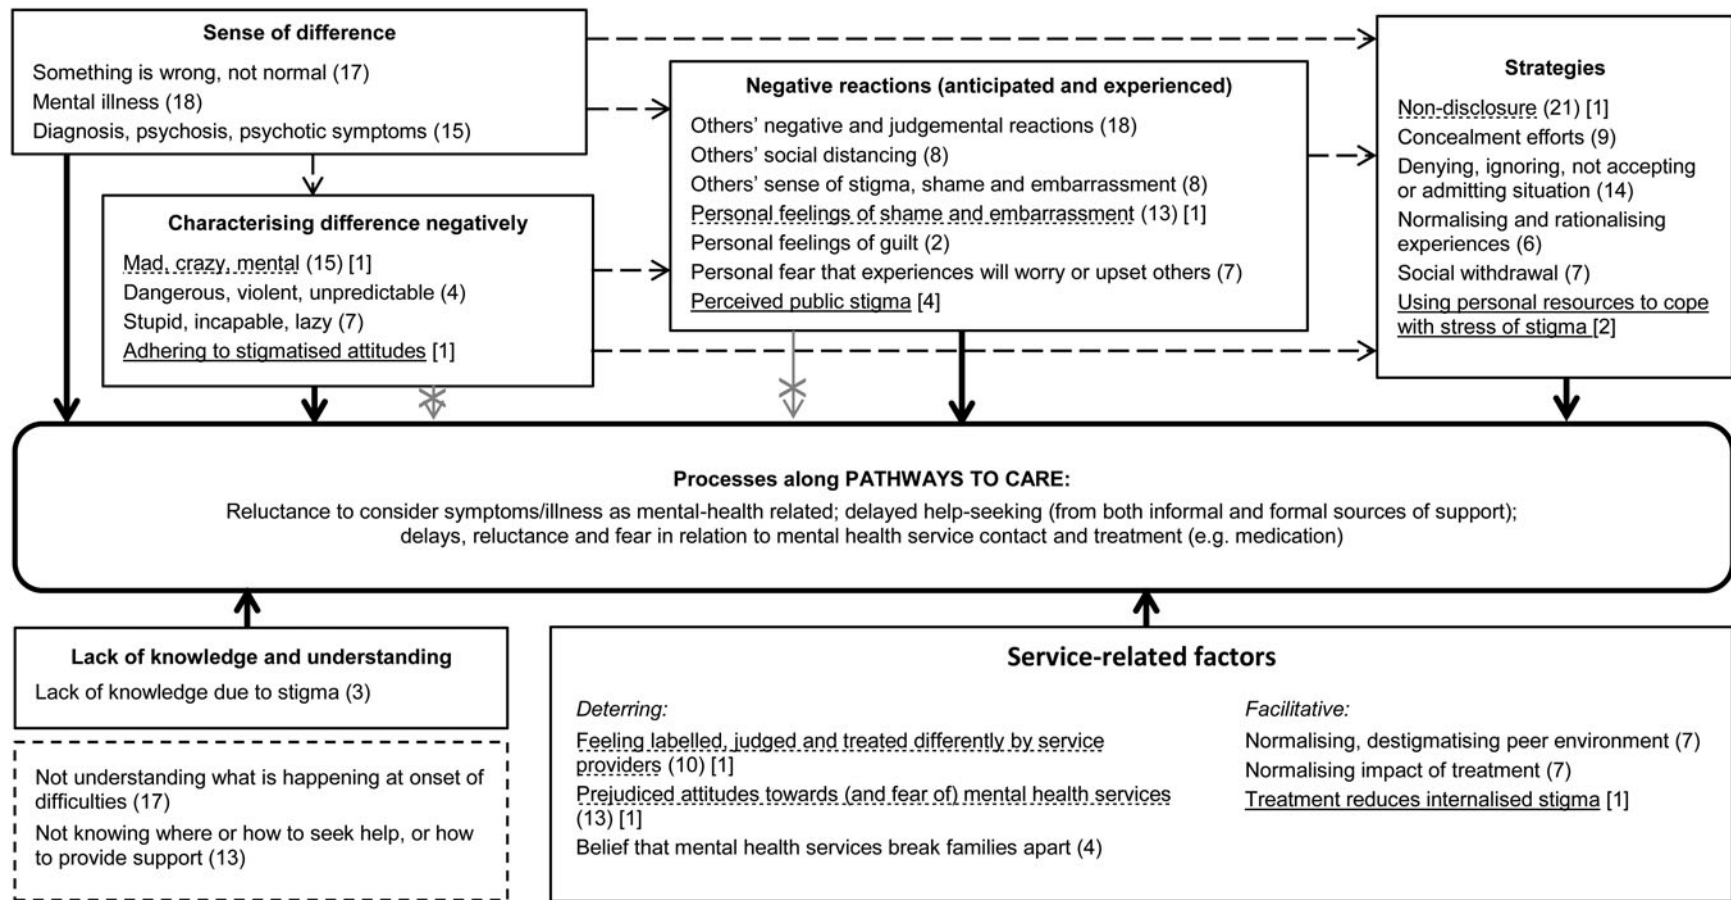 Sense of difference
Something is wrong, not normal (17)
Mental illness (18)
Diagnosis, psychosis, psychotic symptoms (15)
Characterising difference negatively
Mad, crazy, mental (15) [1]
Dangerous, violent, unpredictable (4)
Stupid, incapable, lazy (7)
Adhering to stigmatised attitudes [1]
Negative reactions (anticipated and experienced)
Others’ negative and judgemental reactions (18)
Others’ social distancing (8)
Others’ sense of stigma, shame and embarrassment (8)
Personal feelings of shame and embarrassment (13) [1]
Personal feelings of guilt (2)
Personal fear that experiences will worry or upset others (7)
Perceived public stigma [4]
Strategies
Non-disclosure (21) [1]
Concealment efforts (9)
Denying, ignoring, not accepting
or admitting situation (14)
Normalising and rationalising
experiences (6)
Social withdrawal (7)
Using personal resources to cope
with stress of stigma [2]
Processes along PATHWAYS TO CARE:
Reluctance to consider symptoms/illness as mental-health related; delayed help-seeking (from both informal and formal sources of support);
delays, reluctance and fear in relation to mental health service contact and treatment (e.g. medication)
Lack of knowledge and understanding
Lack of knowledge due to stigma (3)
Not understanding what is happening at onset of
difficulties (17)
Not knowing where or how to seek help, or how
to provide support (13)
Service-related factors
Deterring:
Feeling labelled, judged and treated differently by service
providers (10) [1]
Prejudiced attitudes towards (and fear of) mental health services
(13) [1]
Belief that mental health services break families apart (4)
Facilitative:
Normalising, destigmatising peer environment (7)
Normalising impact of treatment (7)
Treatment reduces internalised stigma [1]